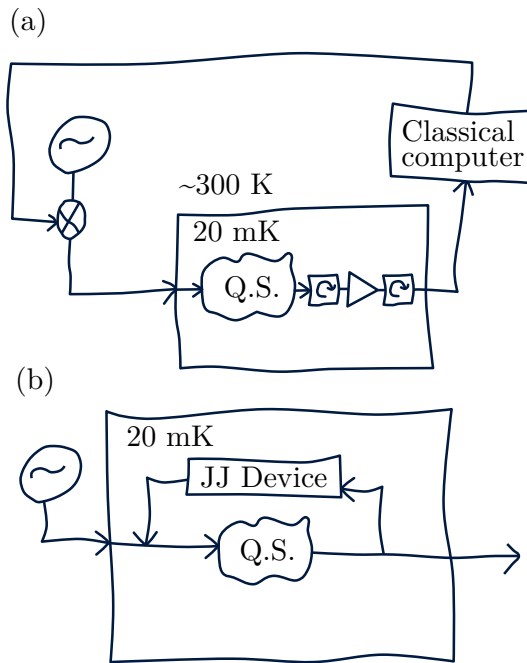 (a)
Classical
computer
~300 K
20 mK
Q.S.
(b)
20 mK
JJ Device
Q.S.